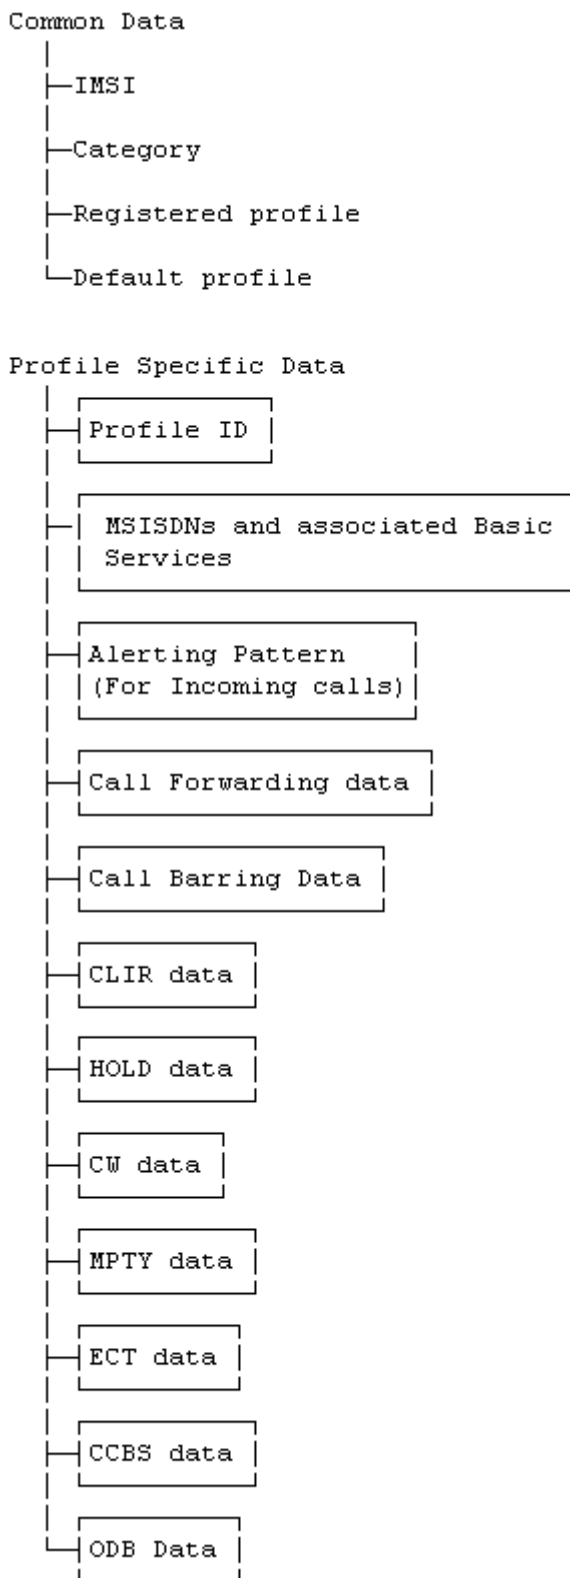 Common Data
IMSI
Category
Registered profile
Default profile
Profile Specific Data
Profile ID
MSISDNs and associated Basic
Services
Alerting Pattern
(For Incoming calls)
Call Forwarding data
Call Barring Data
CLIR data
HOLD data
CW data
MPTY data
ECT data
CCBS data
ODB Data